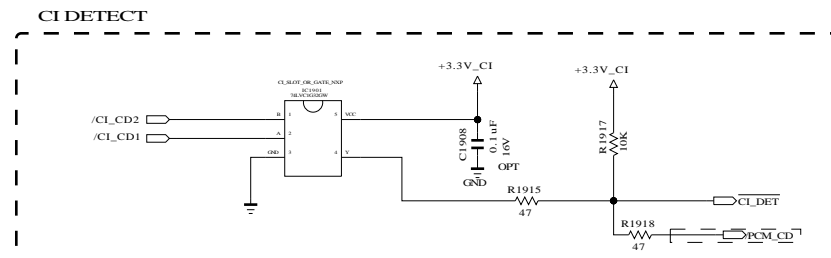 CI DETECT
+3.3V_CI
+3.3V_CI
CI_SLOT_OR_GATE_NXP
IC1901
74LVC1G32GW
/CI_CD2
B
1
5
VCC
/CI_CD1
A
2
GND
3
4
Y
C1908
0.1uF
16V
OPT
GND
R1917
10K
R1915
47
CI_DET
R1918
47
/PCM_CD